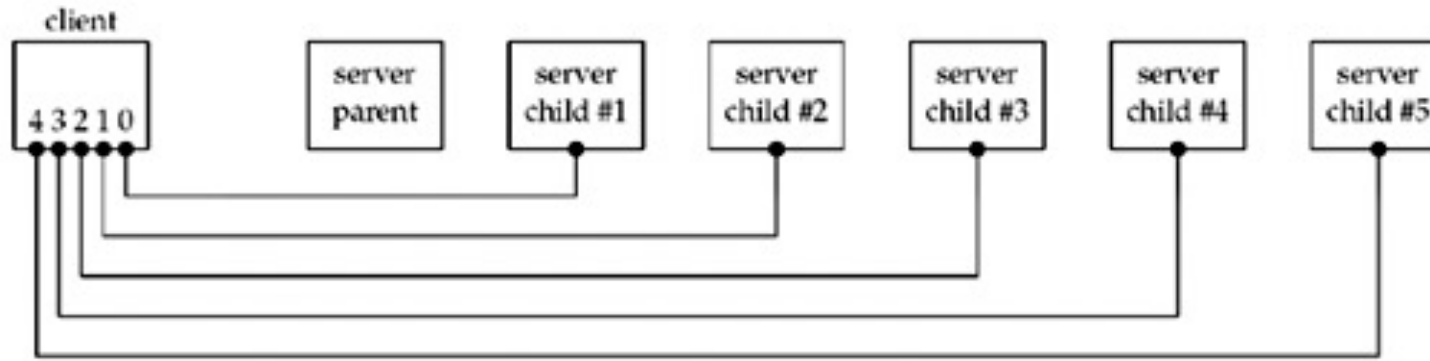 client
4 3 2 1 0
server
parent
server
child #1
server
child #2
server
child #3
server
child #4
server
child #5